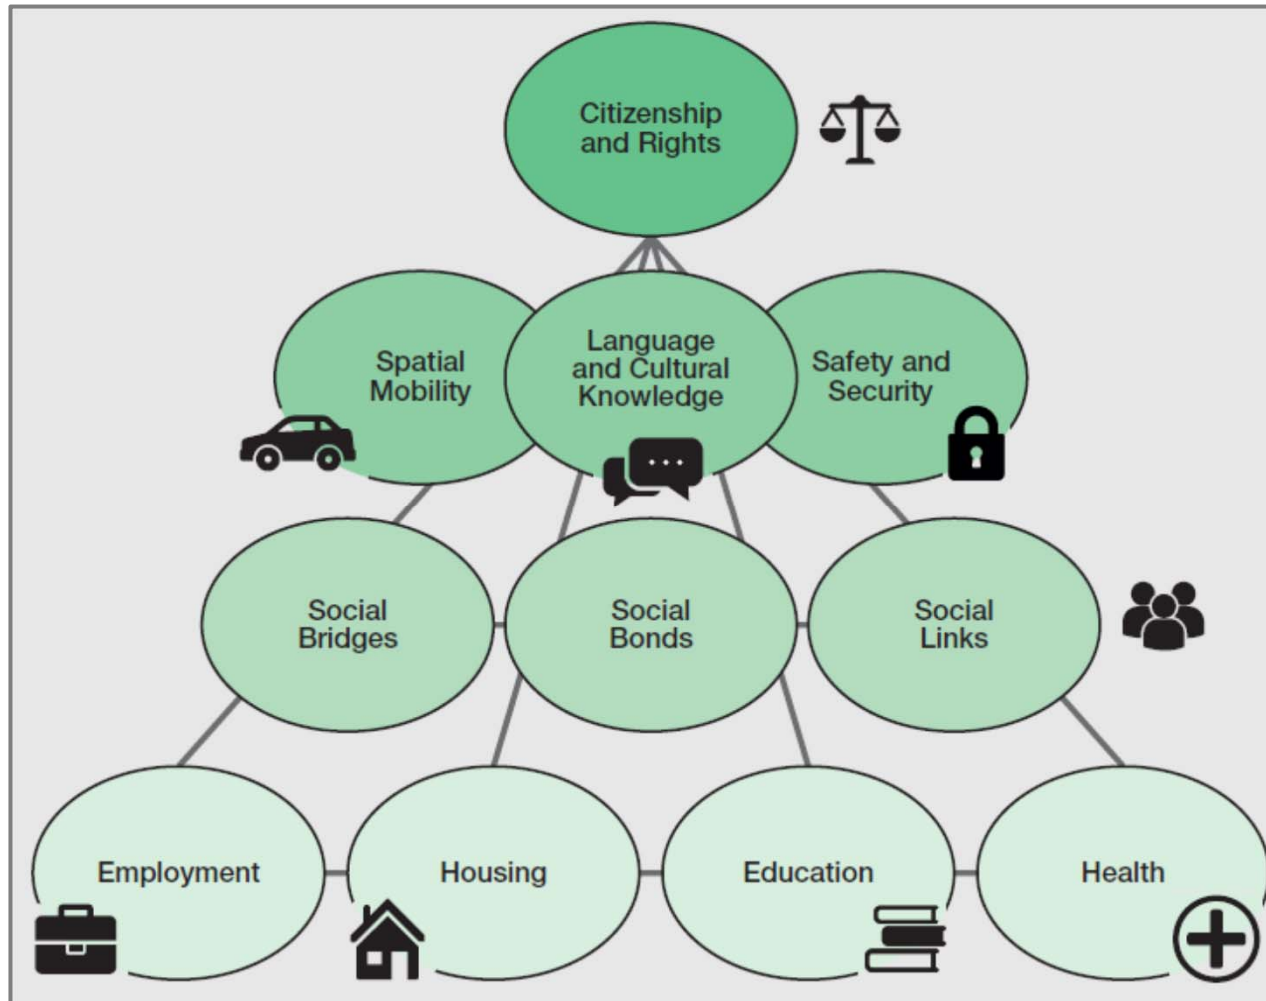 Citizenship
and Rights
Spatial
Mobility
Language
and Cultural
Knowledge
Safety and
Security
Social
Bridges
Social
Bonds
Social
Links
Employment
Housing
Education
Health